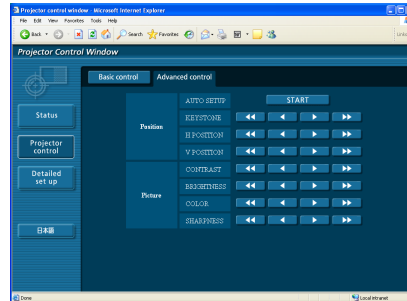 Projector control window - Microsoft Internet Explorer
File Edit View Favorites Tools Help
Back Search Favorites
Projector Control Window
Basic control Advanced control
Status
Projector control
Detailed set up
日本語
Position
AUTO SETUP START
KEYSTONE
H POSITION
V POSITION
Picture
CONTRAST
BRIGHTNESS
COLOR
SHARPNESS
Done Local intranet